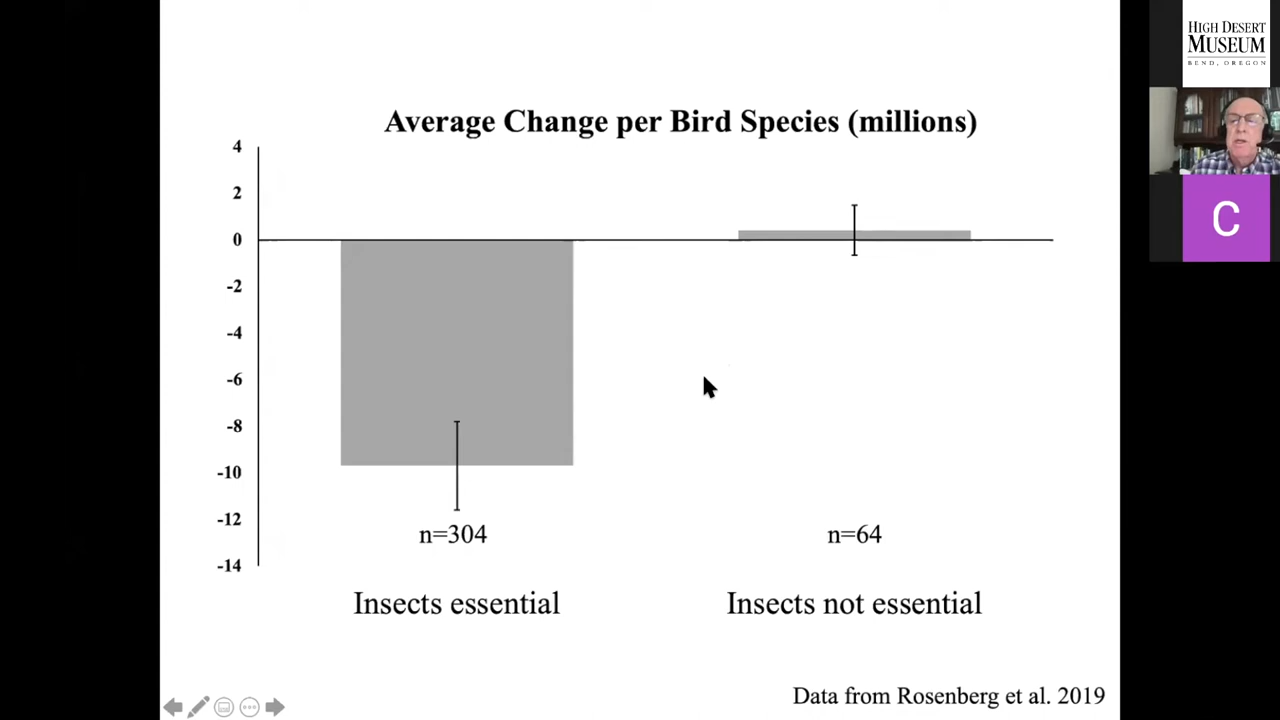 Average Change per Bird Species (millions)
4
2
0
-2
-4
-6
-8
-10
-12
-14
n=304
n=64
Insects essential
Insects not essential
Data from Rosenberg et al. 2019
HIGH DESERT
MUSEUM
BEND, OREGON
C